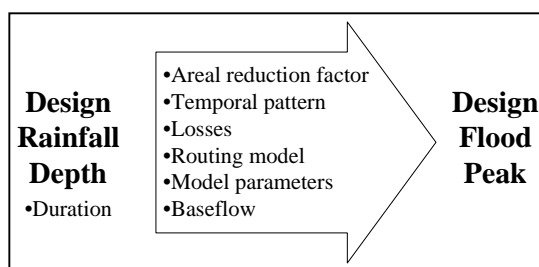 Design
Rainfall
Depth
•Duration
•Areal reduction factor
•Temporal pattern
•Losses
•Routing model
•Model parameters
•Baseflow
Design
Flood
Peak